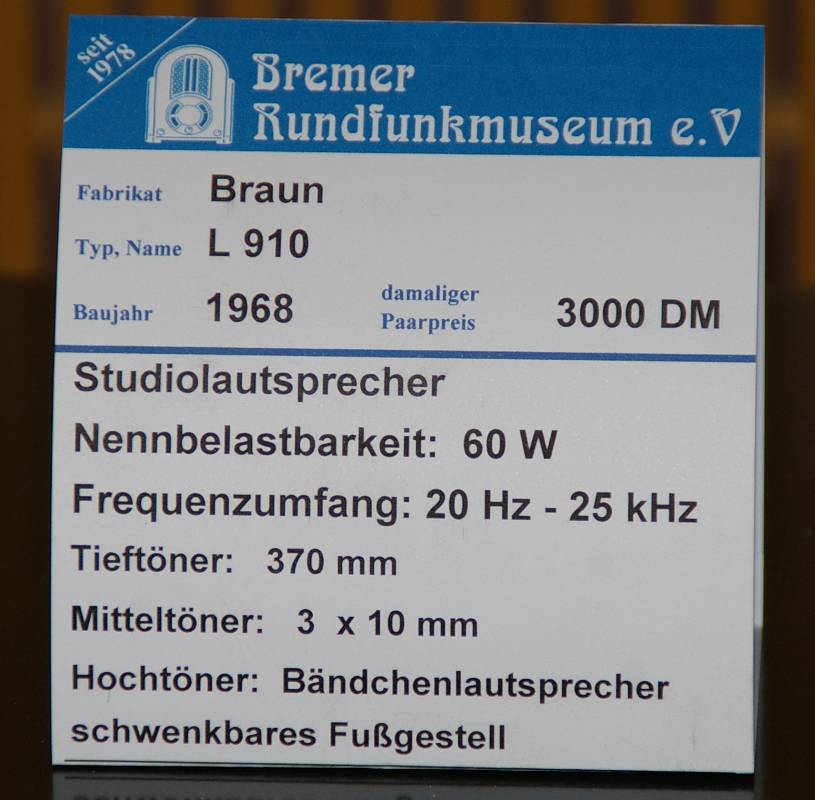 seit
1978
Bremer
Rundfunkmuseum e.V
Fabrikat Braun
Typ, Name L 910
Baujahr 1968 damaliger Paarpreis 3000 DM
Studiolautsprecher
Nennbelastbarkeit: 60 W
Frequenzumfang: 20 Hz - 25 kHz
Tieftöner: 370 mm
Mitteltöner: 3 x 10 mm
Hochtöner: Bändchenlautsprecher
schwenkbares Fußgestell